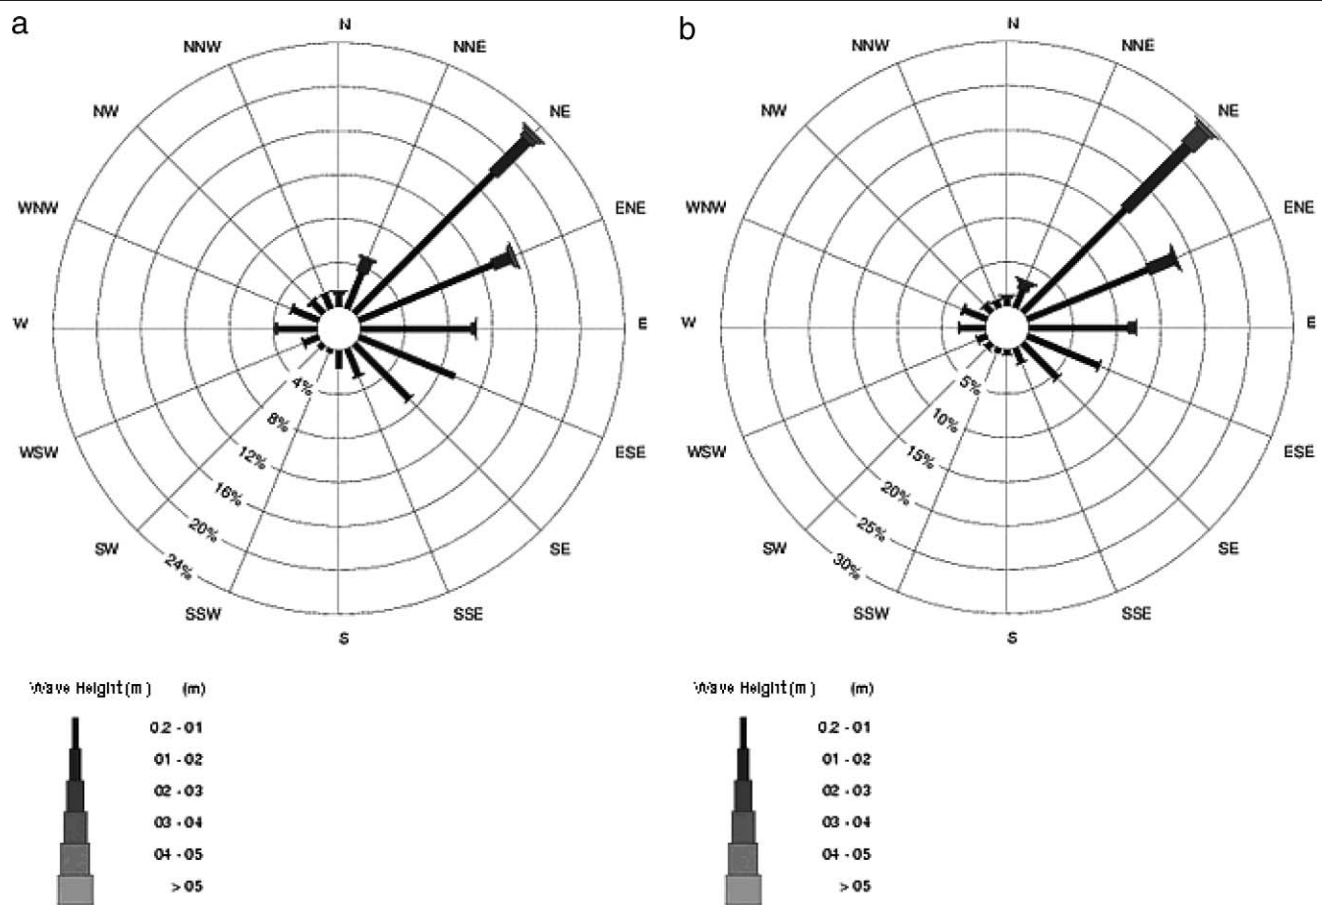 a
b
N
N
NNW
NNE
NNW
NNE
NW
NE
NW
NE
WNW
ENE
WNW
ENE
W
E
W
E
4%
5%
8%
10%
WSW
12%
ESE
WSW
15%
ESE
16%
20%
20%
25%
SW
24%
SE
SW
30%
SE
SSW
SSE
SSW
SSE
S
S
Wave Height (m) (m)
0.2 - 01
01 - 02
02 - 03
03 - 04
04 - 05
> 05
Wave Height (m) (m)
0.2 - 01
01 - 02
02 - 03
03 - 04
04 - 05
> 05